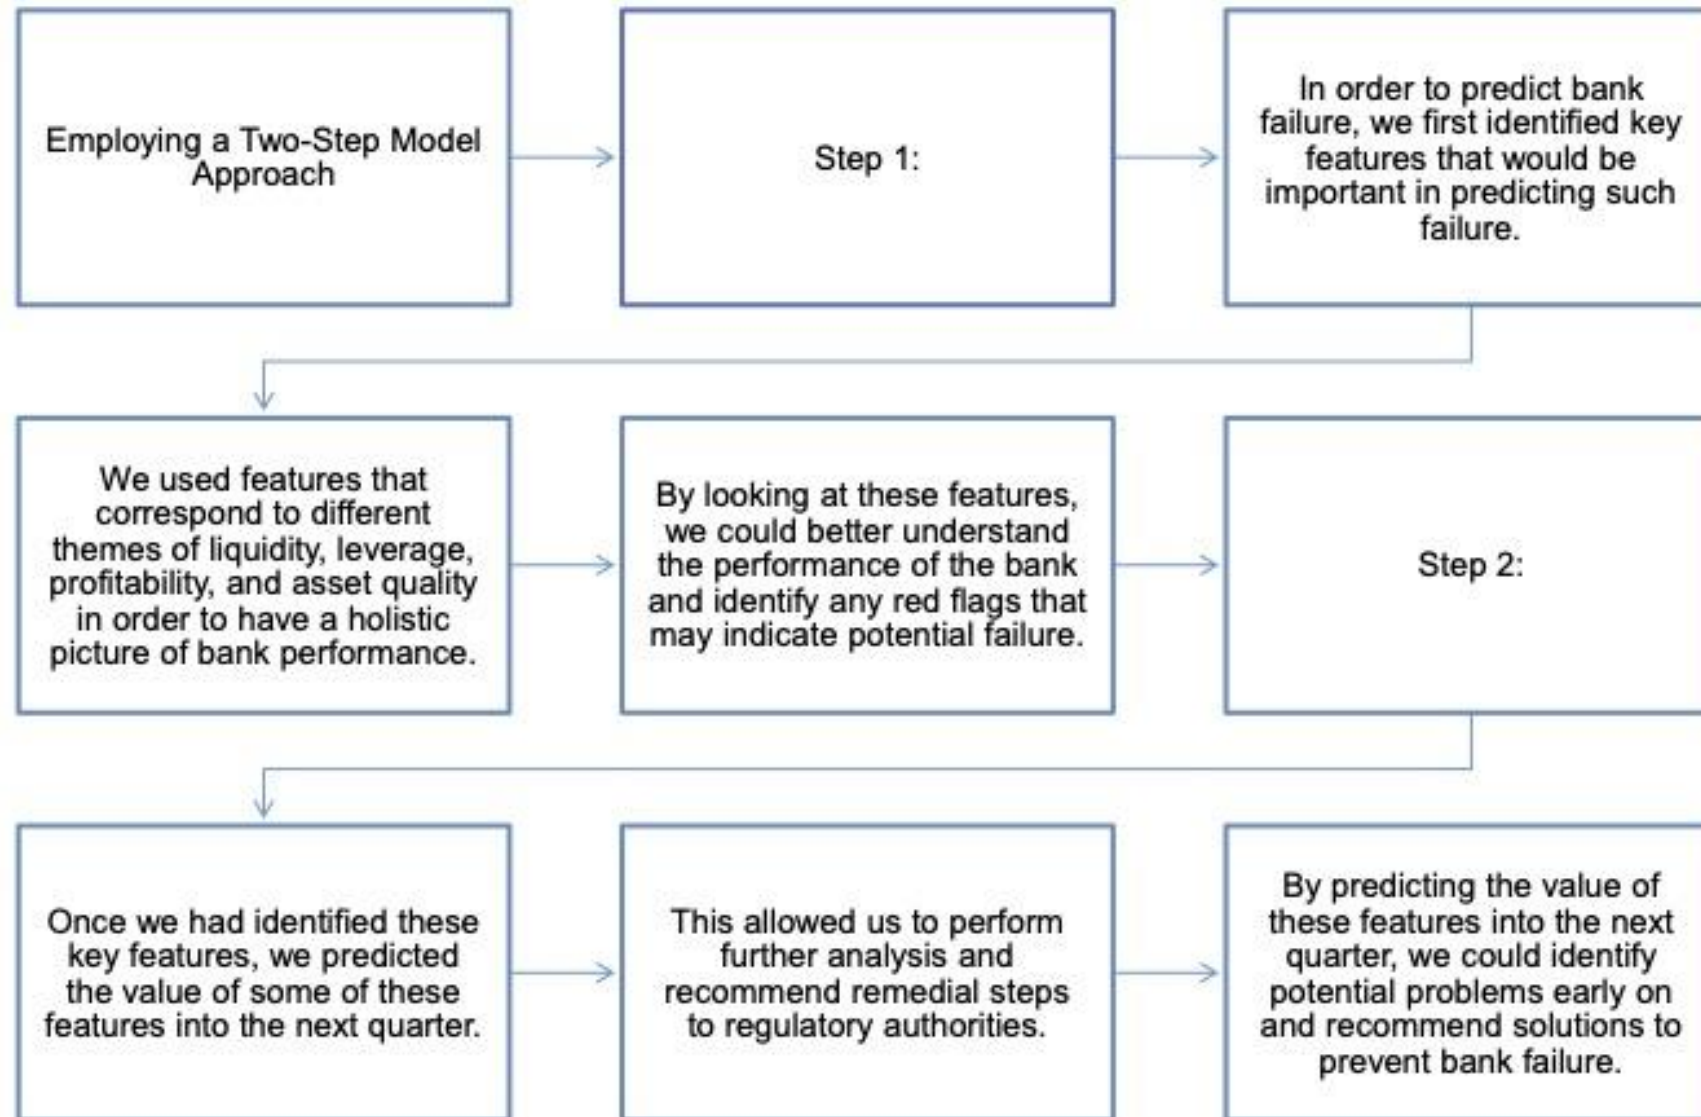 Employing a Two-Step Model
Approach
Step 1:
In order to predict bank
failure, we first identified key
features that would be
important in predicting such
failure.
We used features that
correspond to different
themes of liquidity, leverage,
profitability, and asset quality
in order to have a holistic
picture of bank performance.
By looking at these features,
we could better understand
the performance of the bank
and identify any red flags that
may indicate potential failure.
Step 2:
Once we had identified these
key features, we predicted
the value of some of these
features into the next quarter.
This allowed us to perform
further analysis and
recommend remedial steps
to regulatory authorities.
By predicting the value of
these features into the next
quarter, we could identify
potential problems early on
and recommend solutions to
prevent bank failure.